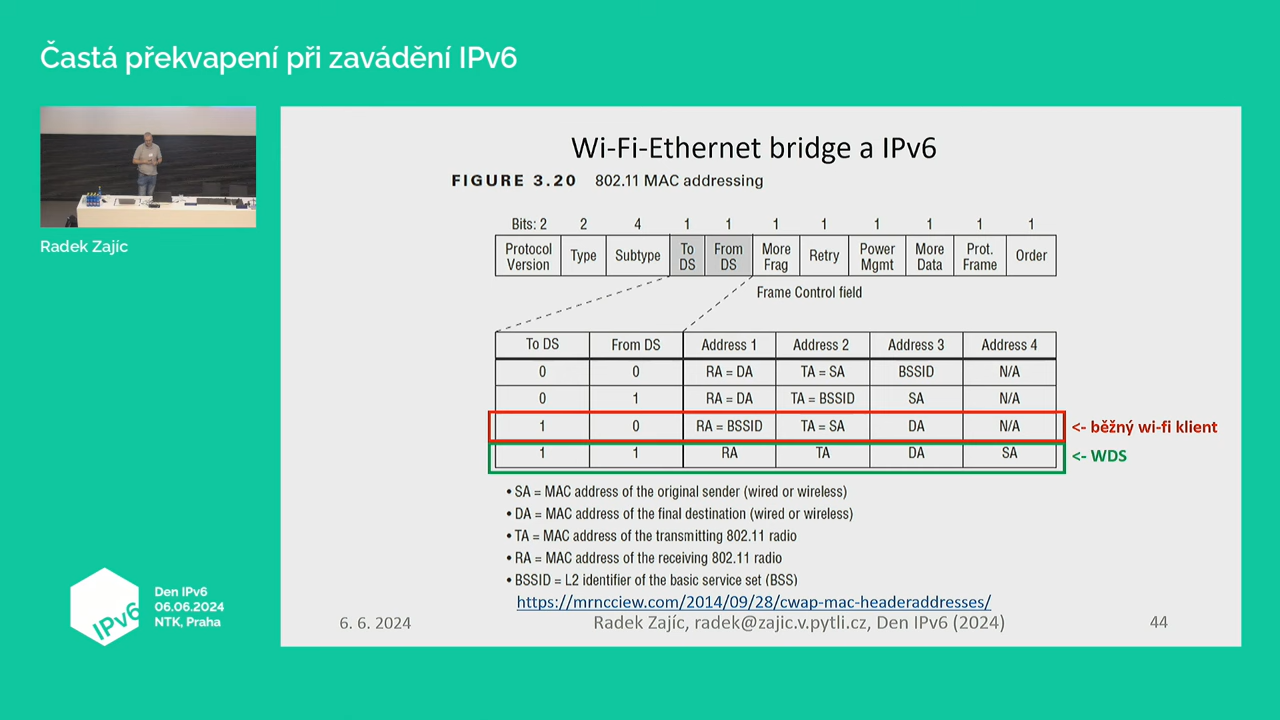 Častá překvapení při zavádění IPv6
Radek Zajíc
Wi-Fi-Ethernet bridge a IPv6
FIGURE 3.20 802.11 MAC addressing
Bits: 2 2 4 1 1 1 1 1 1 1 1
Protocol Version Type Subtype To DS From DS More Frag Retry Power Mgmt More Data Prot. Frame Order
Frame Control field
To DS From DS Address 1 Address 2 Address 3 Address 4
0 0 RA = DA TA = SA BSSID N/A
0 1 RA = DA TA = BSSID SA N/A
1 0 RA = BSSID TA = SA DA N/A <- běžný wi-fi klient
1 1 RA TA DA SA <- WDS
• SA = MAC address of the original sender (wired or wireless)
• DA = MAC address of the final destination (wired or wireless)
• TA = MAC address of the transmitting 802.11 radio
• RA = MAC address of the receiving 802.11 radio
• BSSID = L2 identifier of the basic service set (BSS)
https://mrncciew.com/2014/09/28/cwap-mac-headeraddresses/
6. 6. 2024 Radek Zajíc, radek@zajic.v.pytli.cz, Den IPv6 (2024) 44
IPv6
Den IPv6
06.06.2024
NTK, Praha